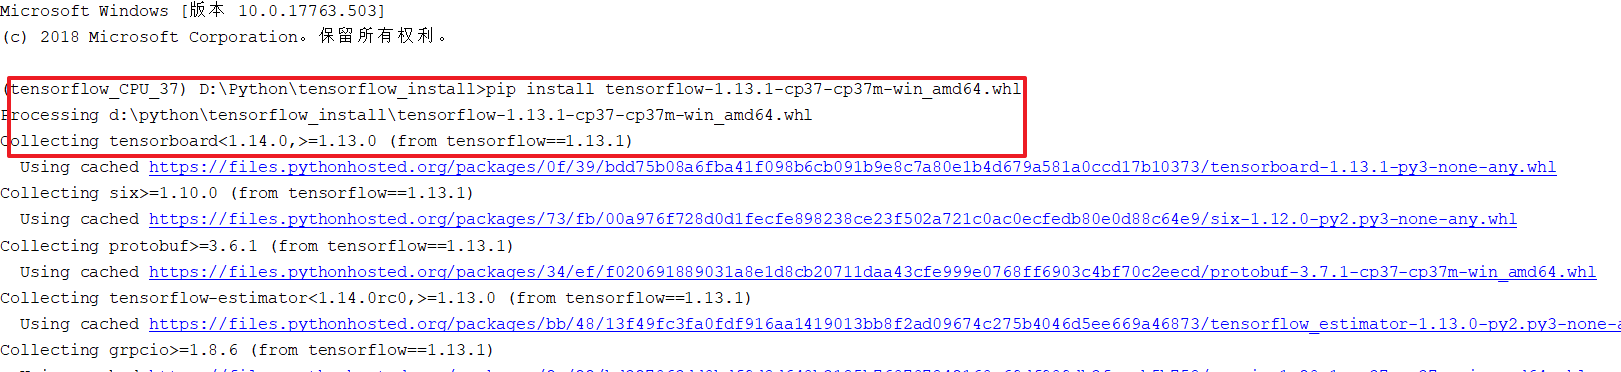 Microsoft Windows [版本 10.0.17763.503]
(c) 2018 Microsoft Corporation。保留所有权利。
(tensorflow_CPU_37) D:\Python\tensorflow_install>pip install tensorflow-1.13.1-cp37-cp37m-win_amd64.whl
Processing d:\python\tensorflow_install\tensorflow-1.13.1-cp37-cp37m-win_amd64.whl
Collecting tensorboard<1.14.0,>=1.13.0 (from tensorflow==1.13.1)
Using cached https://files.pythonhosted.org/packages/0f/39/bdd75b08a6fba41f098b6cb091b9e8c7a80e1b4d679a581a0ccd17b10373/tensorboard-1.13.1-py3-none-any.whl
Collecting six>=1.10.0 (from tensorflow==1.13.1)
Using cached https://files.pythonhosted.org/packages/73/fb/00a976f728d0d1fecfe898238ce23f502a721c0ac0ecfedb80e0d88c64e9/six-1.12.0-py2.py3-none-any.whl
Collecting protobuf>=3.6.1 (from tensorflow==1.13.1)
Using cached https://files.pythonhosted.org/packages/34/ef/f020691889031a8e1d8cb20711daa43cfe999e0768ff6903c4bf70c2eecd/protobuf-3.7.1-cp37-cp37m-win_amd64.whl
Collecting tensorflow-estimator<1.14.0rc0,>=1.13.0 (from tensorflow==1.13.1)
Using cached https://files.pythonhosted.org/packages/bb/48/13f49fc3fa0fdf916aa1419013bb8f2ad09674c275b4046d5ee669a46873/tensorflow_estimator-1.13.0-py2.py3-none-a
Collecting grpcio>=1.8.6 (from tensorflow==1.13.1)